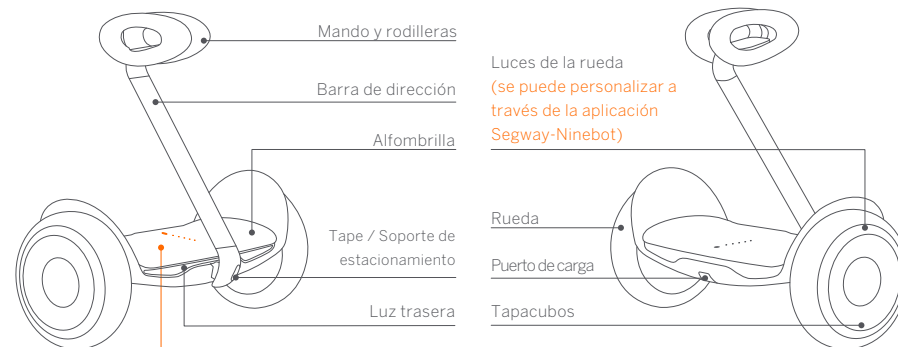 Mando y rodilleras
Barra de dirección
Alfombrilla
Tape / Soporte de
estacionamiento
Luz trasera
Luces de la rueda
(se puede personalizar a
través de la aplicación
Segway-Ninebot)
Rueda
Puerto de carga
Tapacubos